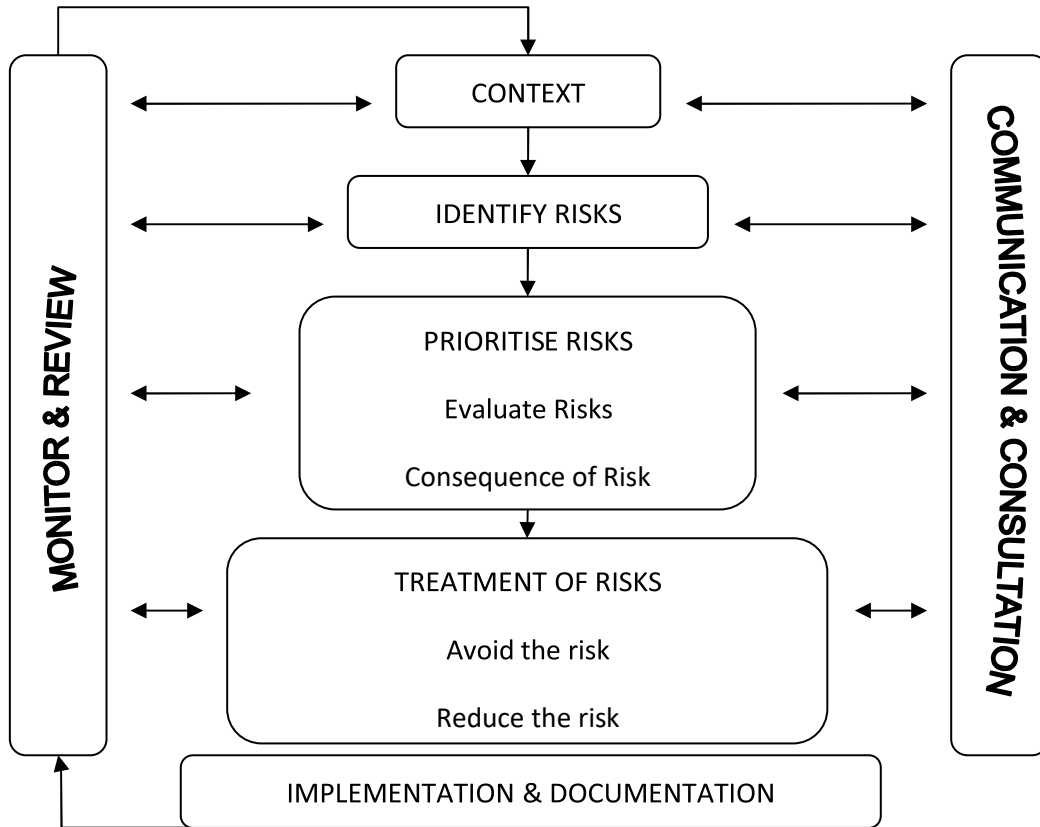 CONTEXT
IDENTIFY RISKS
PRIORITISE RISKS
Evaluate Risks
Consequence of Risk
TREATMENT OF RISKS
Avoid the risk
Reduce the risk
IMPLEMENTATION & DOCUMENTATION
MONITOR & REVIEW
COMMUNICATION & CONSULTATION